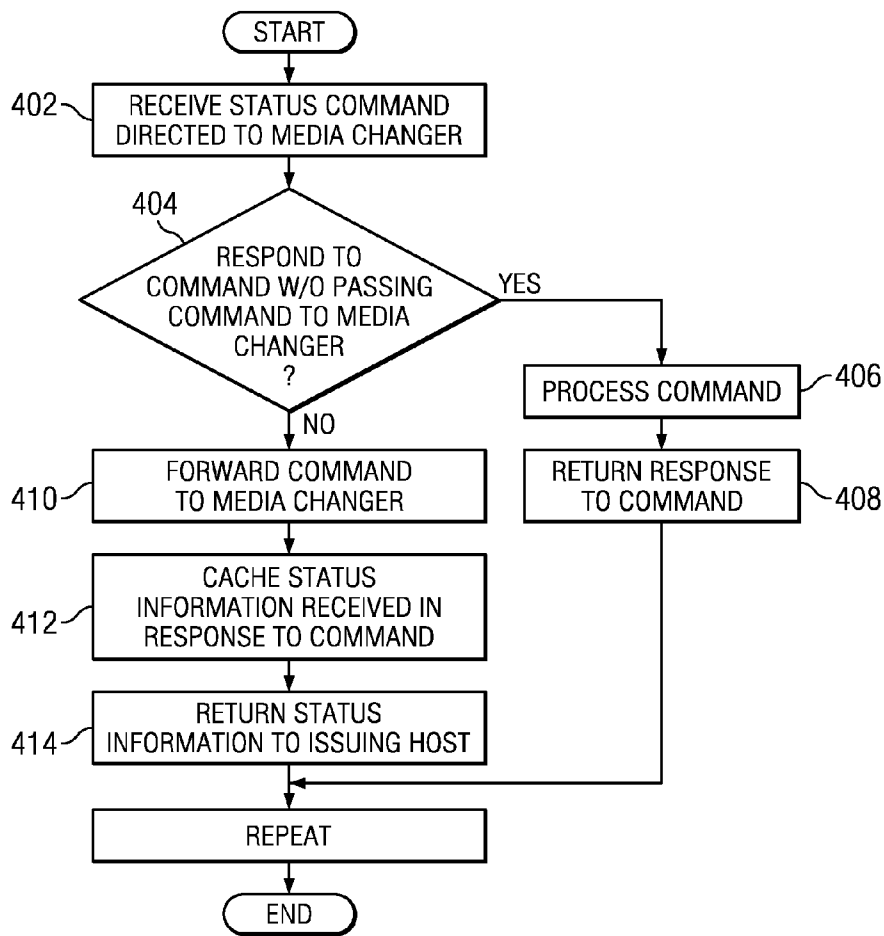 START
402
RECEIVE STATUS COMMAND
DIRECTED TO MEDIA CHANGER
404
RESPOND TO
COMMAND W/O PASSING
COMMAND TO MEDIA
CHANGER
?
YES
NO
PROCESS COMMAND
406
RETURN RESPONSE
TO COMMAND
408
410
FORWARD COMMAND
TO MEDIA CHANGER
412
CACHE STATUS
INFORMATION RECEIVED IN
RESPONSE TO COMMAND
414
RETURN STATUS
INFORMATION TO ISSUING HOST
REPEAT
END